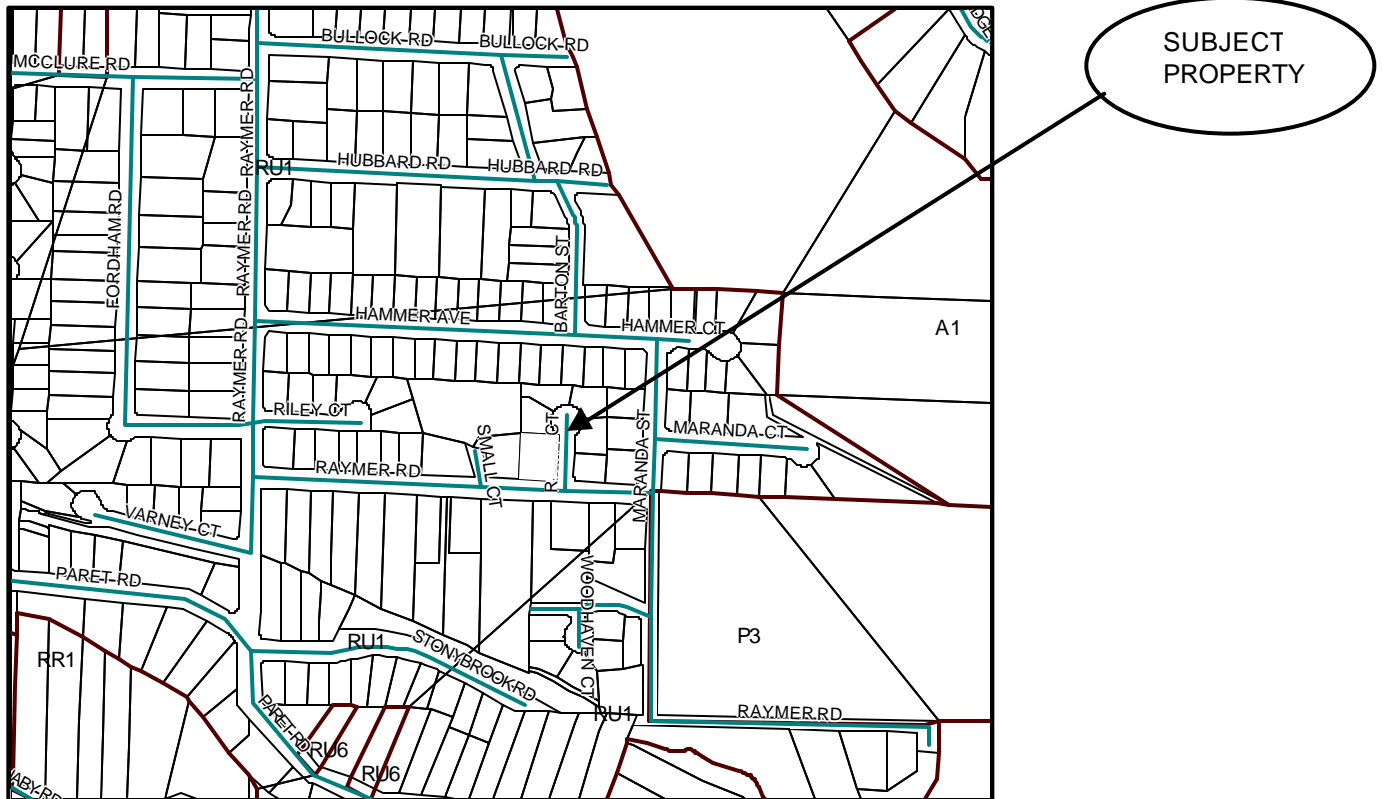 SUBJECT
PROPERTY
BULLOCK RD
BULLOCK RD
MCCLURE RD
RAYMER RD
RU1
HUBBARD RD
HUBBARD RD
FORDHAM RD
RAYMER RD
BARTON ST
HAMMER AVE
HAMMER CT
A1
RAYMER RD
RILEY CT
CT
R
SMALL CT
MARANDA ST
MARANDA CT
RAYMER RD
VARNEY CT
PARET RD
WOODHAVEN CT
P3
RU1
STONYBROOK RD
RR1
PARET RD
RU1
RAYMER RD
RU6
RU6